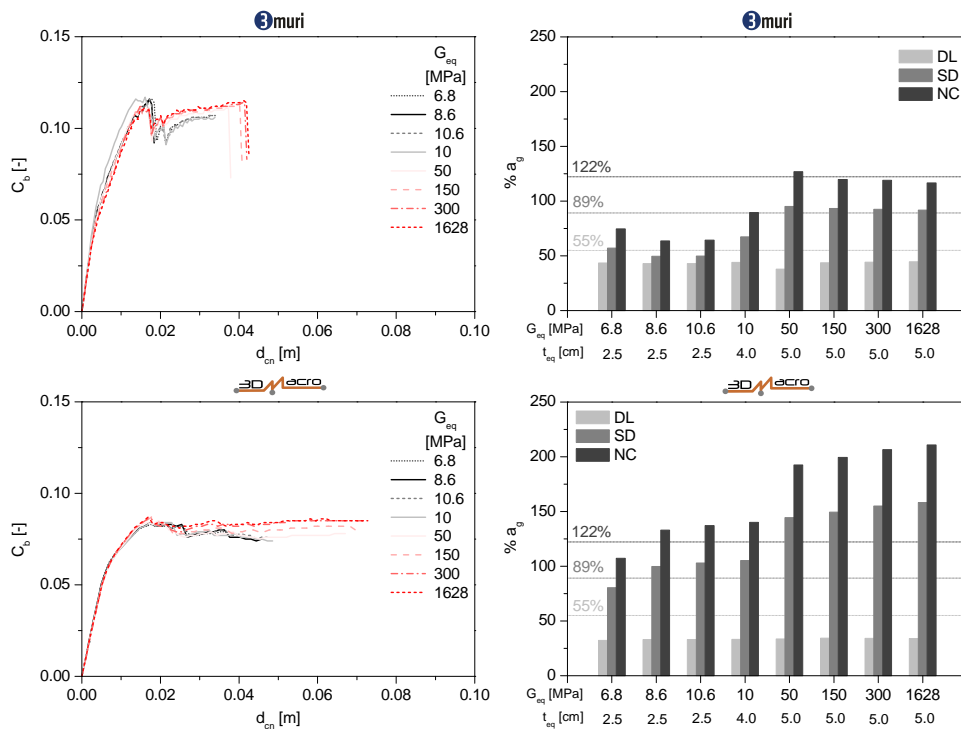 3muri
0.15
0.10
0.05
0.00
C_b [-]
0.00 0.02 0.04 0.06 0.08 0.10
d_cn [m]
G_eq
[MPa]
6.8
8.6
10.6
10
50
150
300
1628
3muri
250
200
150
100
50
0
% a_g
DL
SD
NC
122%
89%
55%
G_eq [MPa] 6.8 8.6 10.6 10 50 150 300 1628
t_eq [cm] 2.5 2.5 2.5 4.0 5.0 5.0 5.0 5.0
3D acro
0.15
0.10
0.05
0.00
C_b [-]
0.00 0.02 0.04 0.06 0.08 0.10
d_cn [m]
G_eq
[MPa]
6.8
8.6
10.6
10
50
150
300
1628
3D acro
250
200
150
100
50
0
% a_g
DL
SD
NC
122%
89%
55%
G_eq [MPa] 6.8 8.6 10.6 10 50 150 300 1628
t_eq [cm] 2.5 2.5 2.5 4.0 5.0 5.0 5.0 5.0